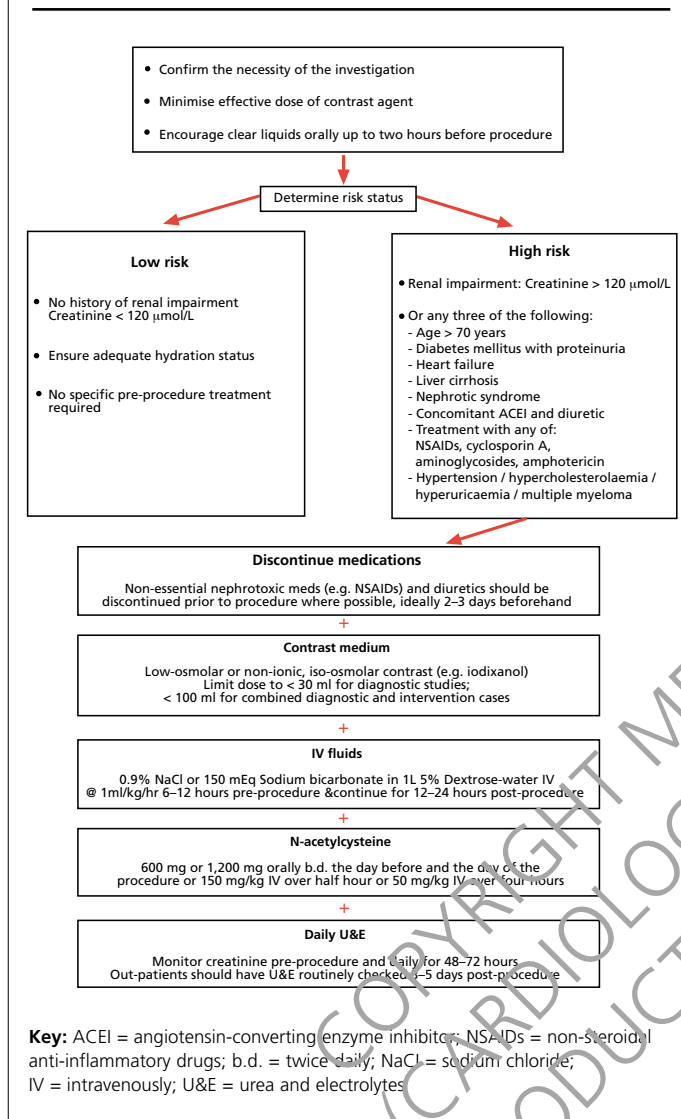 • Confirm the necessity of the investigation
• Minimise effective dose of contrast agent
• Encourage clear liquids orally up to two hours before procedure
Determine risk status
Low risk
• No history of renal impairment
Creatinine < 120 μmol/L
• Ensure adequate hydration status
• No specific pre-procedure treatment
required
High risk
• Renal impairment: Creatinine > 120 μmol/L
• Or any three of the following:
- Age > 70 years
- Diabetes mellitus with proteinuria
- Heart failure
- Liver cirrhosis
- Nephrotic syndrome
- Concomitant ACEI and diuretic
- Treatment with any of:
NSAIDs, cyclosporin A,
aminoglycosides, amphotericin
- Hypertension / hypercholesterolaemia /
hyperuricaemia / multiple myeloma
Discontinue medications
Non-essential nephrotoxic meds (e.g. NSAIDs) and diuretics should be
discontinued prior to procedure where possible, ideally 2–3 days beforehand
+
Contrast medium
Low-osmolar or non-ionic, iso-osmolar contrast (e.g. iodixanol)
Limit dose to < 30 ml for diagnostic studies;
< 100 ml for combined diagnostic and intervention cases
+
IV fluids
0.9% NaCl or 150 mEq Sodium bicarbonate in 1L 5% Dextrose-water IV
@ 1ml/kg/hr 6–12 hours pre-procedure &continue for 12–24 hours post-procedure
+
N-acetylcysteine
600 mg or 1,200 mg orally b.d. the day before and the day of the
procedure or 150 mg/kg IV over half hour or 50 mg/kg IV over four hours
+
Daily U&E
Monitor creatinine pre-procedure and daily for 48–72 hours
Out-patients should have U&E routinely checked days post-procedure
Key: ACEI = angiotensin-converting enzyme inhibitor; NSAIDs = non-steroidal
anti-inflammatory drugs; b.d. = twice daily; NaCl = sodium chloride;
IV = intravenously; U&E = urea and electrolytes
COPYRIGHT